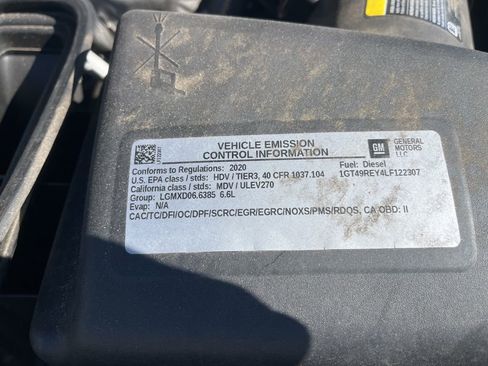 VEHICLE EMISSION
CONTROL INFORMATION
GM
GENERAL
MOTORS
LLC
Conforms to Regulations: 2020
Fuel: Diesel
U.S. EPA class / stds: HDV / TIER3, 40 CFR 1037.104
1GT49REY4LF122307
California class / stds: MDV / ULEV270
Group: LGMXD06.6385 6.6L
Evap: N/A
CAC/TC/DFI/OC/DPF/SCRC/EGR/EGRC/NOXS/PMS/RDQS, CA OBD: II